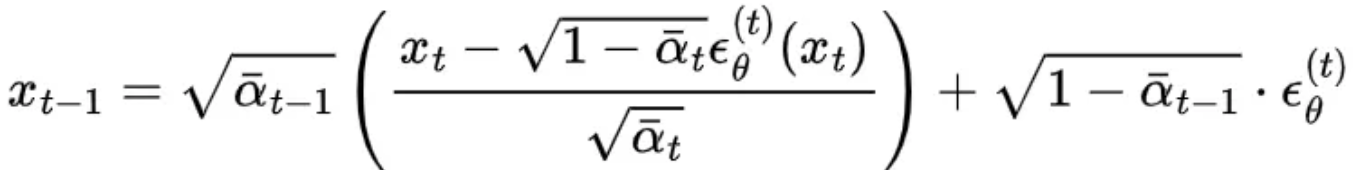 x_{t-1} = \sqrt{\bar{\alpha}_{t-1}} \left( \frac{x_t - \sqrt{1 - \bar{\alpha}_t} \epsilon_\theta^{(t)}(x_t)}{\sqrt{\bar{\alpha}_t}} \right) + \sqrt{1 - \bar{\alpha}_{t-1}} \cdot \epsilon_\theta^{(t)}